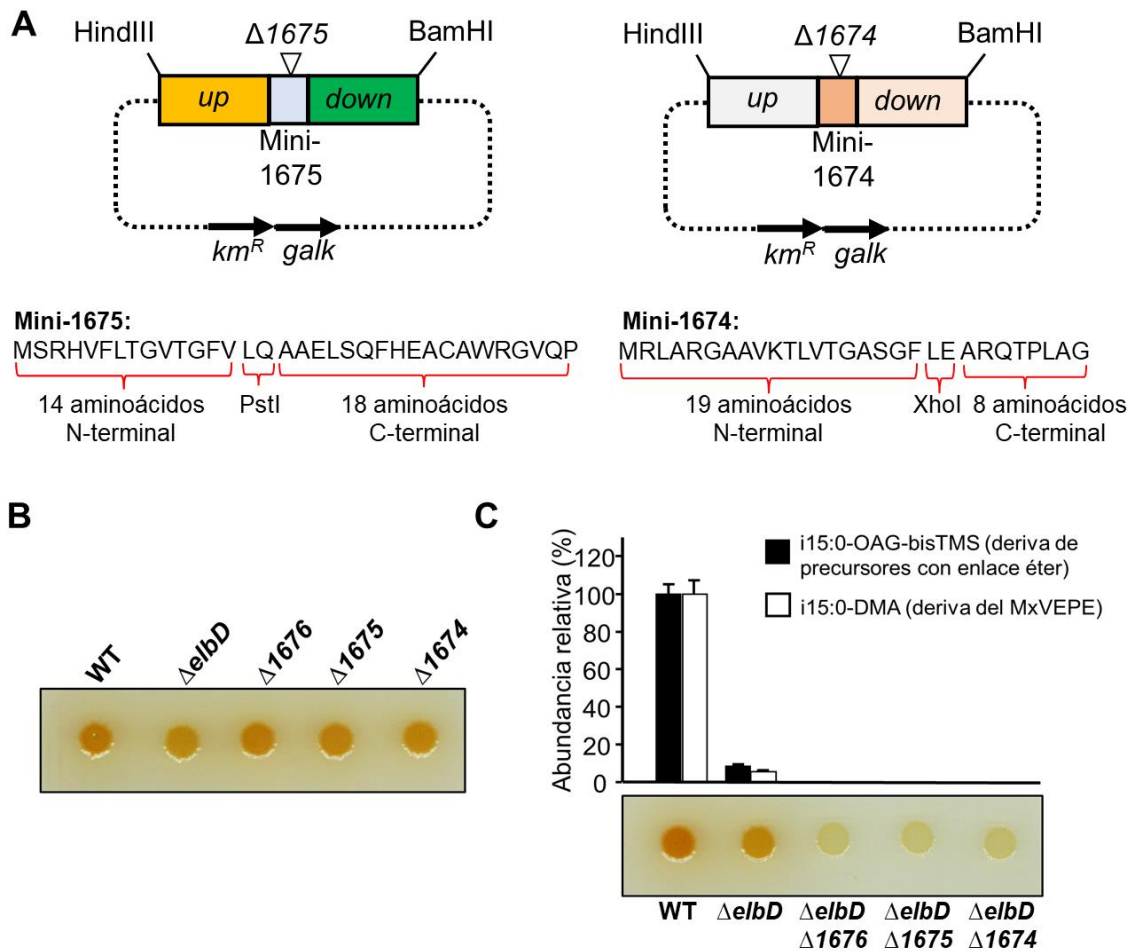 A
HindIII
Δ1675
BamHI
up
down
Mini-
1675
km^R
galk
HindIII
Δ1674
BamHI
up
down
Mini-
1674
km^R
galk
Mini-1675:
MSRHVFLTGVTGFV LQ AAELSQFHEACAWRGVQP
14 aminoácidos
N-terminal
PstI
18 aminoácidos
C-terminal
Mini-1674:
MRLARGAAVKTLVTGASGF LE ARQTPLAG
19 aminoácidos
N-terminal
XhoI
8 aminoácidos
C-terminal
B
WT
ΔelbD
Δ1676
Δ1675
Δ1674
C
Abundancia relativa (%)
120
100
80
60
40
20
0
i15:0-OAG-bisTMS (deriva de
precursores con enlace éter)
i15:0-DMA (deriva del MxVEPE)
WT
ΔelbD
ΔelbD
Δ1676
ΔelbD
Δ1675
ΔelbD
Δ1674